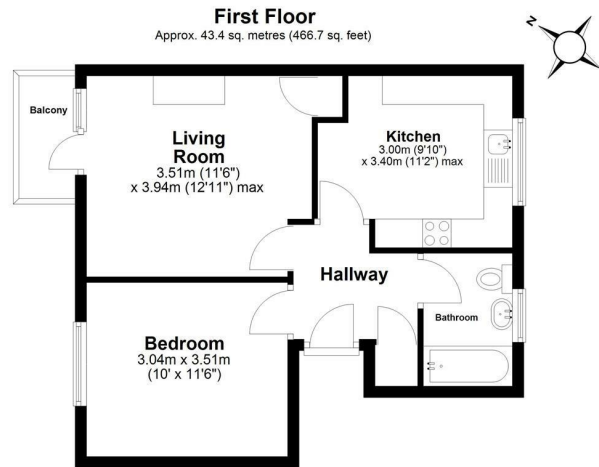 First Floor
Approx. 43.4 sq. metres (466.7 sq. feet)
N
Balcony
Living
Room
3.51m (11'6")
x 3.94m (12'11") max
Kitchen
3.00m (9'10")
x 3.40m (11'2") max
Hallway
Bathroom
Bedroom
3.04m x 3.51m
(10' x 11'6")